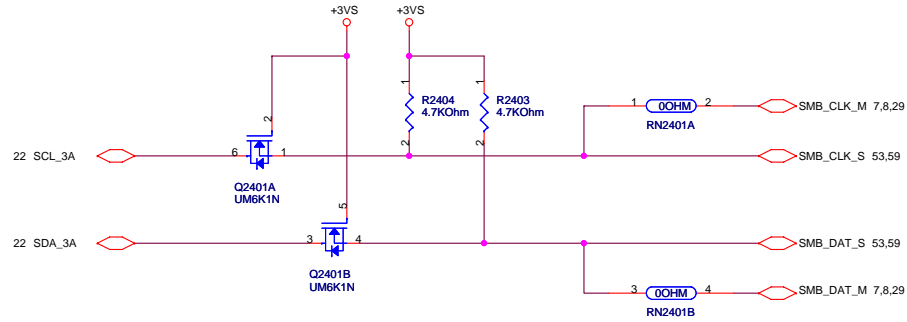 +3VS
+3VS
1
1
R2404
4.7KOhm
R2403
4.7KOhm
1
0OHM
2
SMB_CLK_M 7,8,29
RN2401A
2
2
2
22 SCL_3A
6
1
SMB_CLK_S 53,59
Q2401A
UM6K1N
5
22 SDA_3A
3
4
SMB_DAT_S 53,59
Q2401B
UM6K1N
3
0OHM
4
SMB_DAT_M 7,8,29
RN2401B